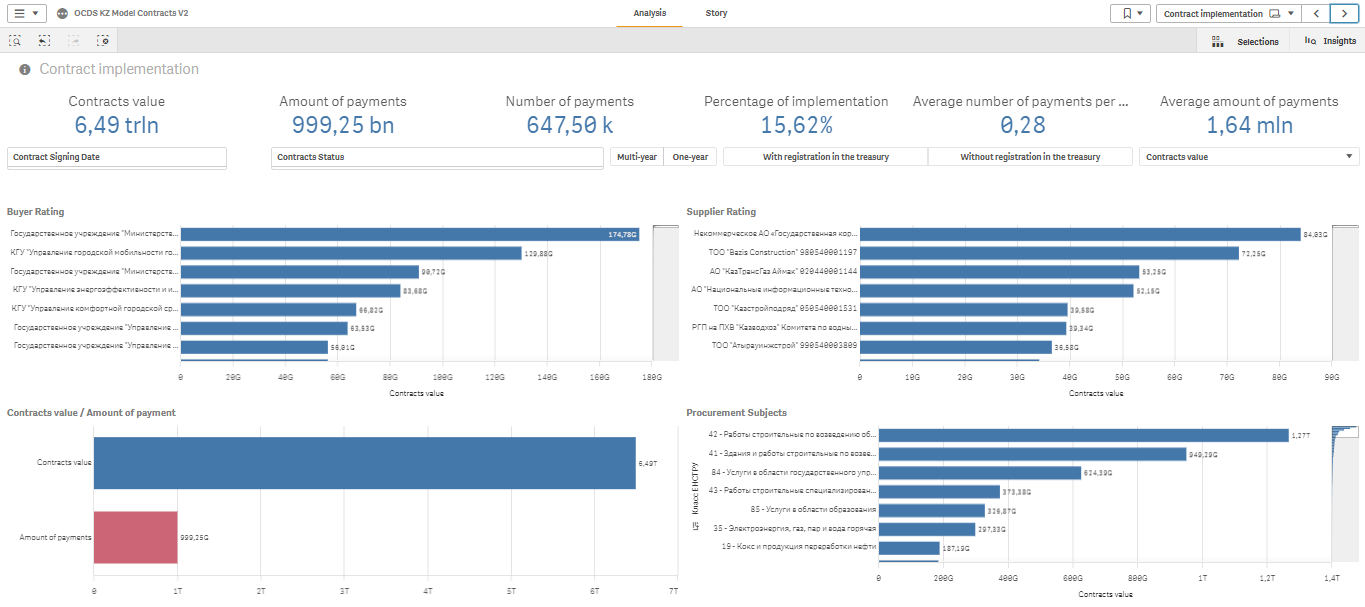 OCDS KZ Model Contracts V2
Analysis
Story
Contract implementation
Selections
Insights
Contract implementation
Contracts value
Amount of payments
Number of payments
Percentage of implementation
Average number of payments per ...
Average amount of payments
6,49 trln
999,25 bn
647,50 k
15,62%
0,28
1,64 mln
Contract Signing Date
Contracts Status
Multi-year
One-year
With registration in the treasury
Without registration in the treasury
Contracts value
Buyer Rating
Государственное учреждение "Министерств... 174,78G
КГУ "Управление городской мобильности го... 129,88G
Государственное учреждение "Министерств... 90,72G
КГУ "Управление энергоэффективности и и... 83,68G
КГУ "Управление комфортной городской ср... 66,82G
Государственное учреждение "Управление ... 63,53G
Государственное учреждение "Управление ... 56,01G
0 20G 40G 60G 80G 100G 120G 140G 160G 180G
Contracts value
Supplier Rating
Некоммерческое АО «Государственная кор... 84,03G
ТОО "Bazis Construction" 980540001197 72,25G
АО "КазТрансГаз Аймак" 020440001144 53,25G
АО "Национальные информационные техно... 52,15G
ТОО "Казстройподряд" 050540001531 39,58G
РГП на ПХВ "Казводхоз" Комитета по водны... 39,34G
ТОО "Атырауинжстрой" 990540003809 36,58G
0 10G 20G 30G 40G 50G 60G 70G 80G 90G
Contracts value
Contracts value / Amount of payment
Contracts value 6,49T
Amount of payments 999,25G
0 1T 2T 3T 4T 5T 6T 7T
Procurement Subjects
Класс ЕНСТРУ
42 - Работы строительные по возведению об... 1,27T
41 - Здания и работы строительные по возве... 949,29G
84 - Услуги в области государственного упр... 624,39G
43 - Работы строительные специализирован... 373,38G
85 - Услуги в области образования 326,87G
35 - Электроэнергия, газ, пар и вода горячая 297,33G
19 - Кокс и продукция переработки нефти 187,19G
0 200G 400G 600G 800G 1T 1,2T 1,4T
Contracts value